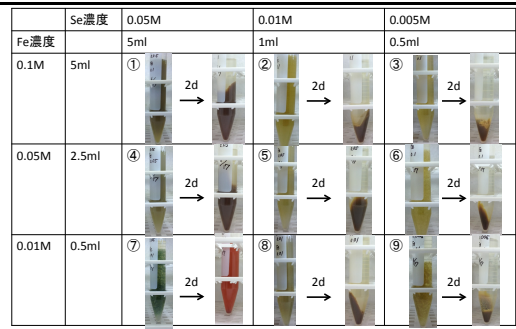 Se濃度 0.05M 0.01M 0.005M
Fe濃度 5ml 1ml 0.5ml
0.1M 5ml ① 2d ② 2d ③ 2d
0.05M 2.5ml ④ 2d ⑤ 2d ⑥ 2d
0.01M 0.5ml ⑦ 2d ⑧ 2d ⑨ 2d